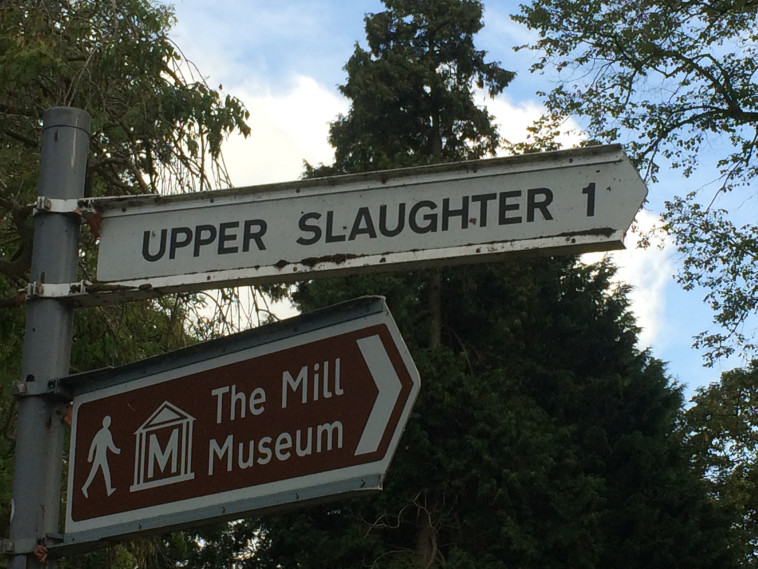 UPPER SLAUGHTER 1
The Mill
M
Museum